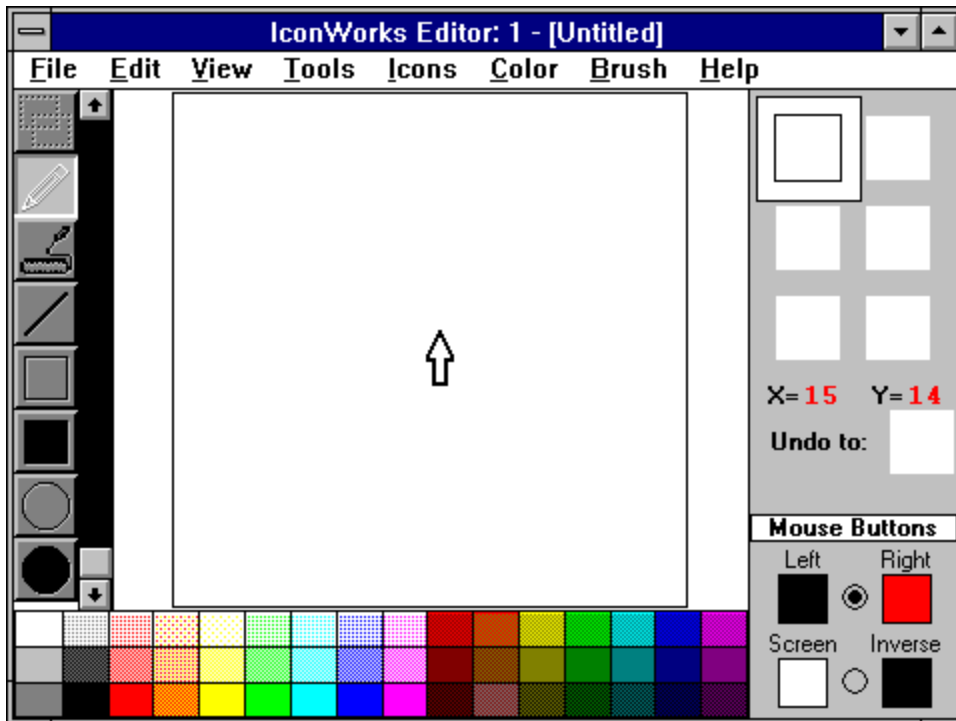 IconWorks Editor: 1 - [Untitled]
File Edit View Tools Icons Color Brush Help
X= 15 Y= 14
Undo to:
Mouse Buttons
Left Right
Screen Inverse